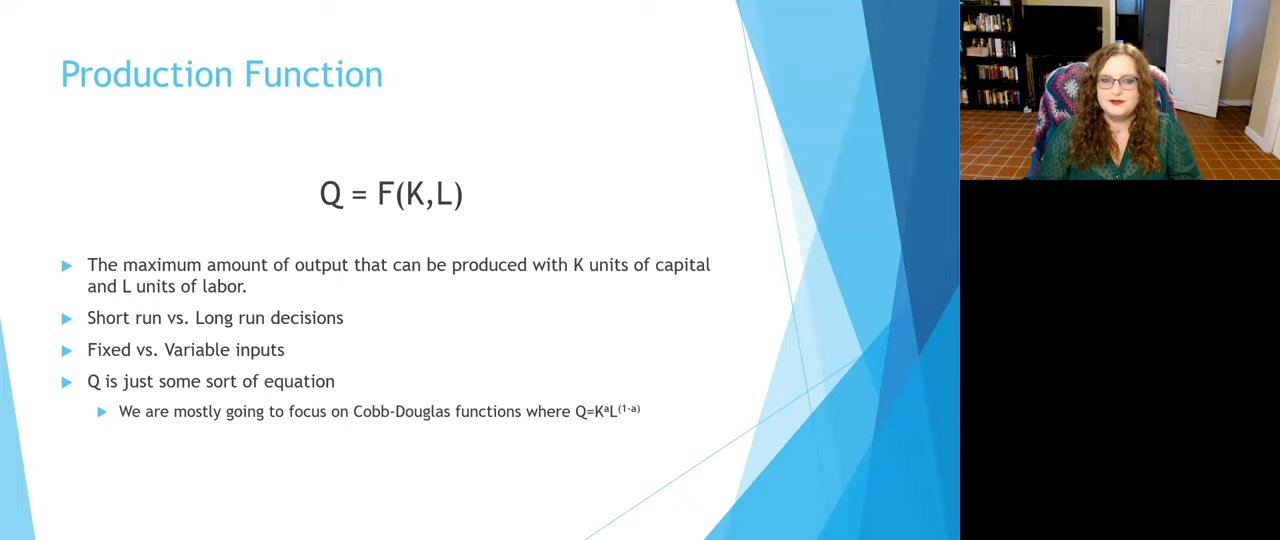 Production Function
Q = F(K,L)
The maximum amount of output that can be produced with K units of capital
and L units of labor.
Short run vs. Long run decisions
Fixed vs. Variable inputs
Q is just some sort of equation
We are mostly going to focus on Cobb-Douglas functions where Q=KᵃL⁽¹⁻ᵃ⁾